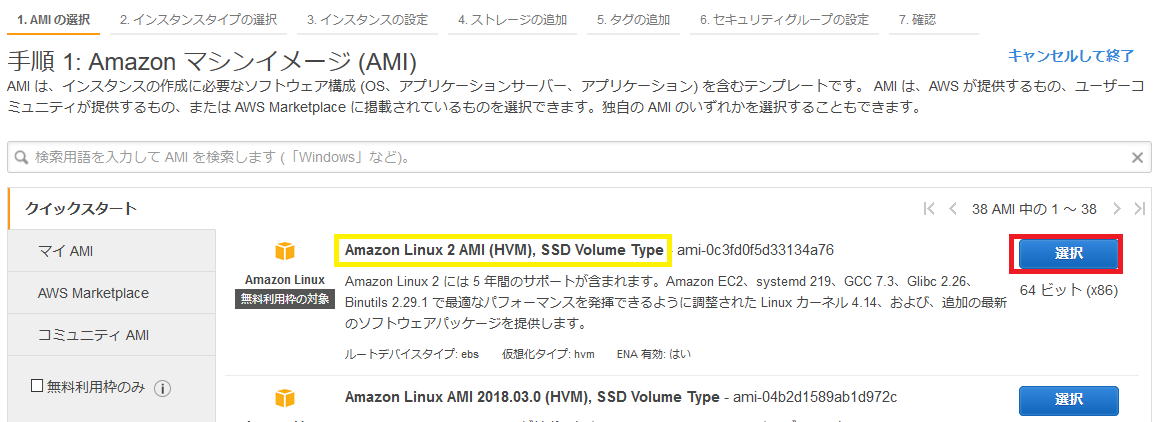 1. AMI の選択 2. インスタンスタイプの選択 3. インスタンスの設定 4. ストレージの追加 5. タグの追加 6. セキュリティグループの設定 7. 確認
手順 1: Amazon マシンイメージ (AMI)
キャンセルして終了
AMI は、インスタンスの作成に必要なソフトウェア構成 (OS、アプリケーションサーバー、アプリケーション) を含むテンプレートです。 AMI は、AWS が提供するもの、ユーザーコ
ミュニティが提供するもの、または AWS Marketplace に掲載されているものを選択できます。独自の AMI のいずれかを選択することもできます。
検索用語を入力して AMI を検索します (「Windows」など)。
クイックスタート
38 AMI 中の 1 ～ 38
マイ AMI
AWS Marketplace
コミュニティ AMI
無料利用枠のみ
Amazon Linux
無料利用枠の対象
Amazon Linux 2 AMI (HVM), SSD Volume Type - ami-0c3fd0f5d33134a76
Amazon Linux 2 には 5 年間のサポートが含まれます。Amazon EC2、systemd 219、GCC 7.3、Glibc 2.26、
Binutils 2.29.1 で最適なパフォーマンスを発揮できるように調整された Linux カーネル 4.14、および、追加の最新
のソフトウェアパッケージを提供します。
ルートデバイスタイプ: ebs 仮想化タイプ: hvm ENA 有効: はい
選択
64 ビット (x86)
Amazon Linux AMI 2018.03.0 (HVM), SSD Volume Type - ami-04b2d1589ab1d972c
選択